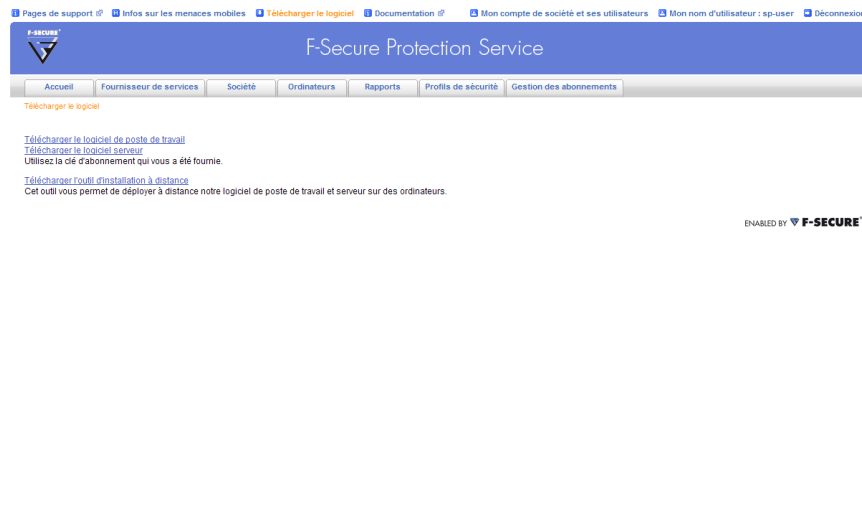 Pages de support Infos sur les menaces mobiles Télécharger le logiciel Documentation Mon compte de société et ses utilisateurs Mon nom d'utilisateur : sp-user Déconnexion
F-SECURE
F-Secure Protection Service
Accueil Fournisseur de services Société Ordinateurs Rapports Profils de sécurité Gestion des abonnements
Télécharger le logiciel
Télécharger le logiciel de poste de travail
Télécharger le logiciel serveur
Utilisez la clé d'abonnement qui vous a été fournie.
Télécharger l'outil d'installation à distance
Cet outil vous permet de déployer à distance notre logiciel de poste de travail et serveur sur des ordinateurs.
ENABLED BY F-SECURE